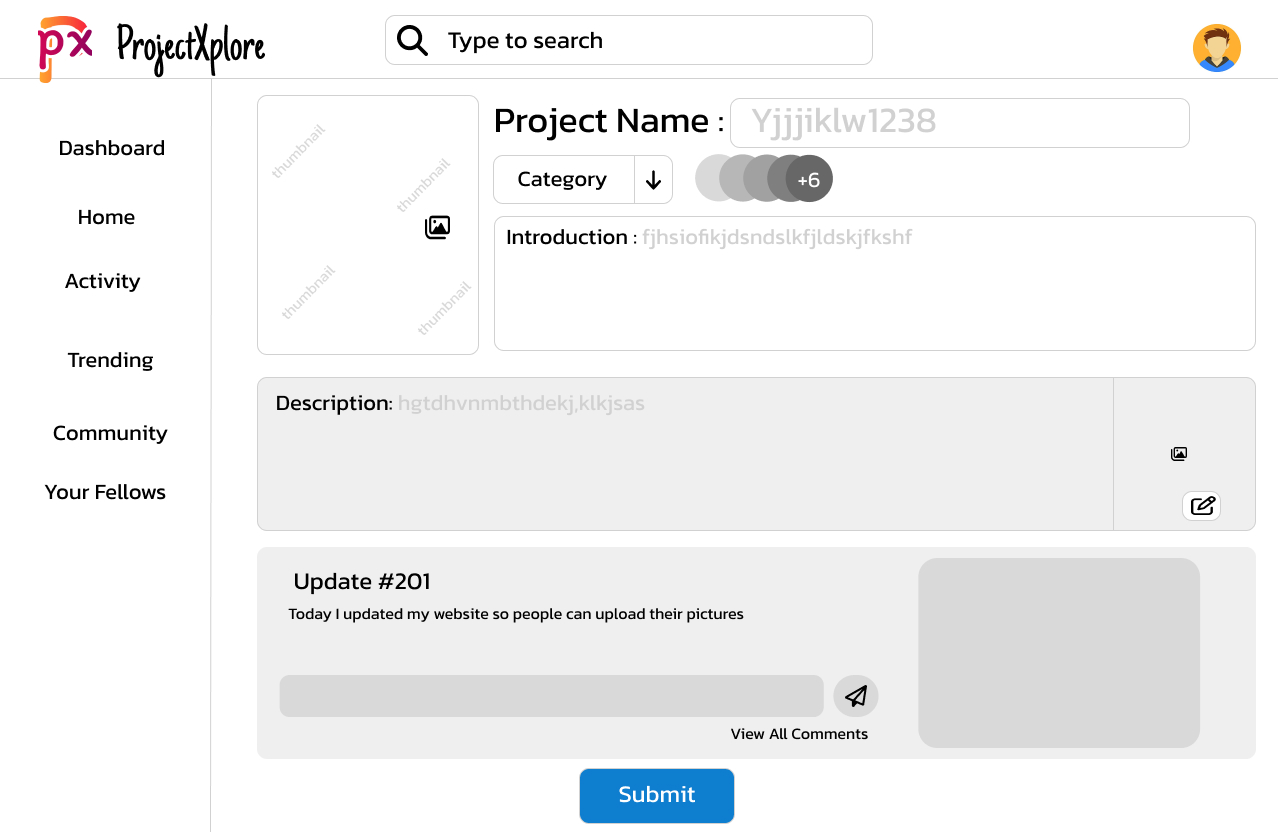 px ProjectXplore
Type to search
Dashboard
Home
Activity
Trending
Community
Your Fellows
thumbnail
thumbnail
thumbnail
thumbnail
Project Name : Yjjjiklw1238
Category
+6
Introduction : fjhsiofikjdsndslkfjldskjfkshf
Description: hgtdhvnmbthdekj,klkjsas
Update #201
Today I updated my website so people can upload their pictures
View All Comments
Submit